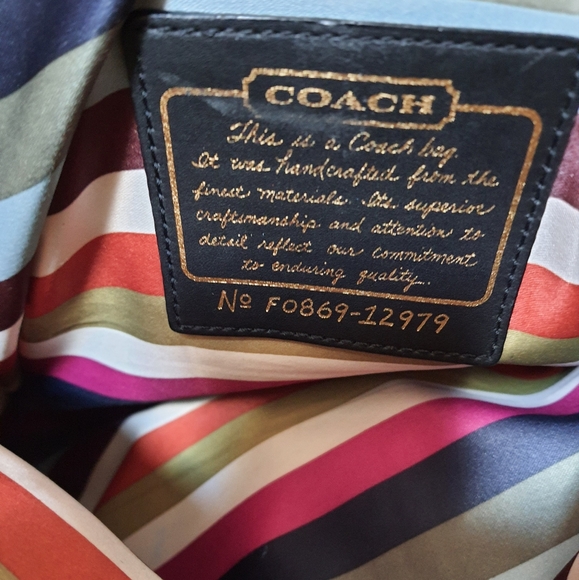 COACH
This is a Coach bag.
It was handcrafted from the
finest materials. Its superior
craftsmanship and attention to
detail reflect our commitment
to enduring quality.
Nº F0869-12979